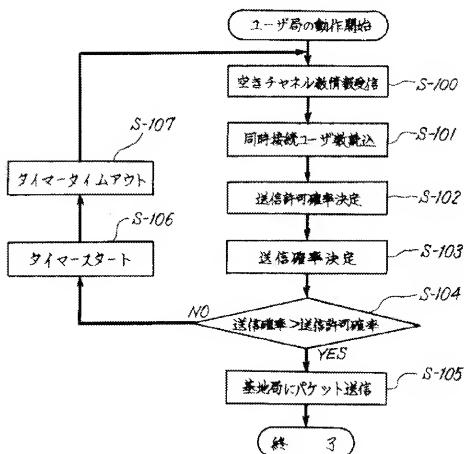 ユーザ局の動作開始
空きチャネル数情報受信
S-100
同時接続ユーザ数読込
S-101
送信許可確率決定
S-102
送信確率決定
S-103
送信確率>送信許可確率
S-104
NO
YES
基地局にパケット送信
S-105
終 了
タイマースタート
S-106
タイマータイムアウト
S-107